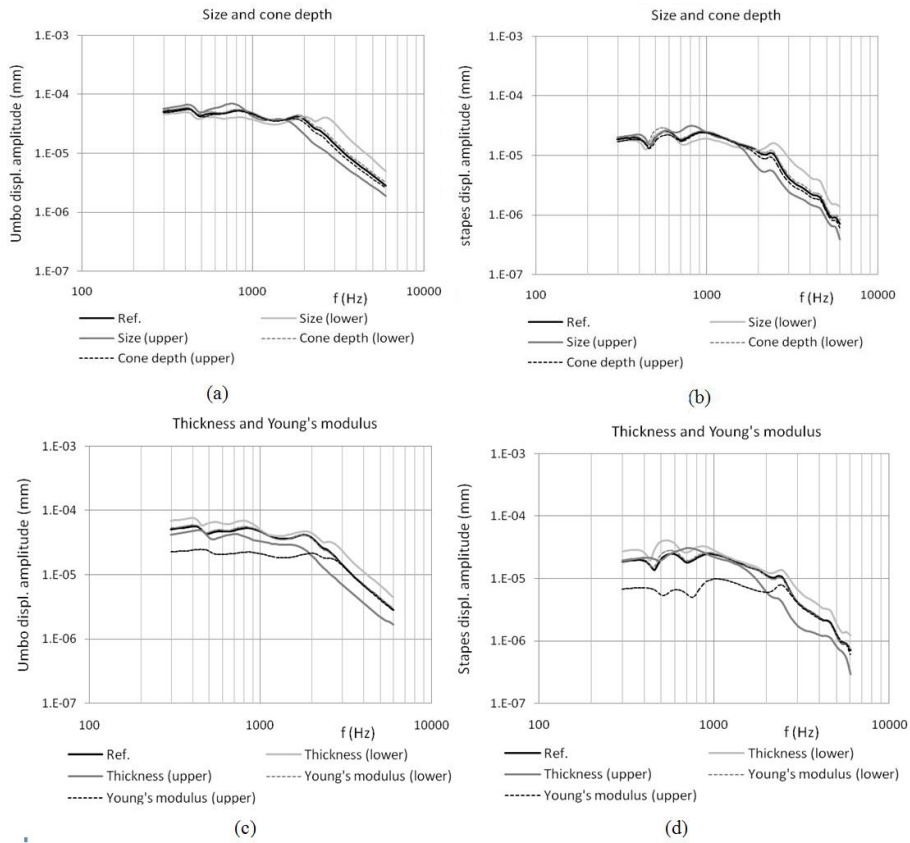 Size and cone depth
Umbo displ. amplitude (mm)
1.E-03
1.E-04
1.E-05
1.E-06
1.E-07
100
1000
10000
f (Hz)
Ref.
Size (lower)
Size (upper)
Cone depth (lower)
Cone depth (upper)
(a)
Size and cone depth
stapes displ. amplitude (mm)
1.E-03
1.E-04
1.E-05
1.E-06
1.E-07
100
1000
10000
f (Hz)
Ref.
Size (lower)
Size (upper)
Cone depth (lower)
Cone depth (upper)
(b)
Thickness and Young's modulus
Umbo displ. amplitude (mm)
1.E-03
1.E-04
1.E-05
1.E-06
1.E-07
100
1000
10000
f (Hz)
Ref.
Thickness (lower)
Thickness (upper)
Young's modulus (lower)
Young's modulus (upper)
(c)
Thickness and Young's modulus
Stapes displ. amplitude (mm)
1.E-03
1.E-04
1.E-05
1.E-06
1.E-07
100
1000
10000
f (Hz)
Ref.
Thickness (lower)
Thickness (upper)
Young's modulus (lower)
Young's modulus (upper)
(d)